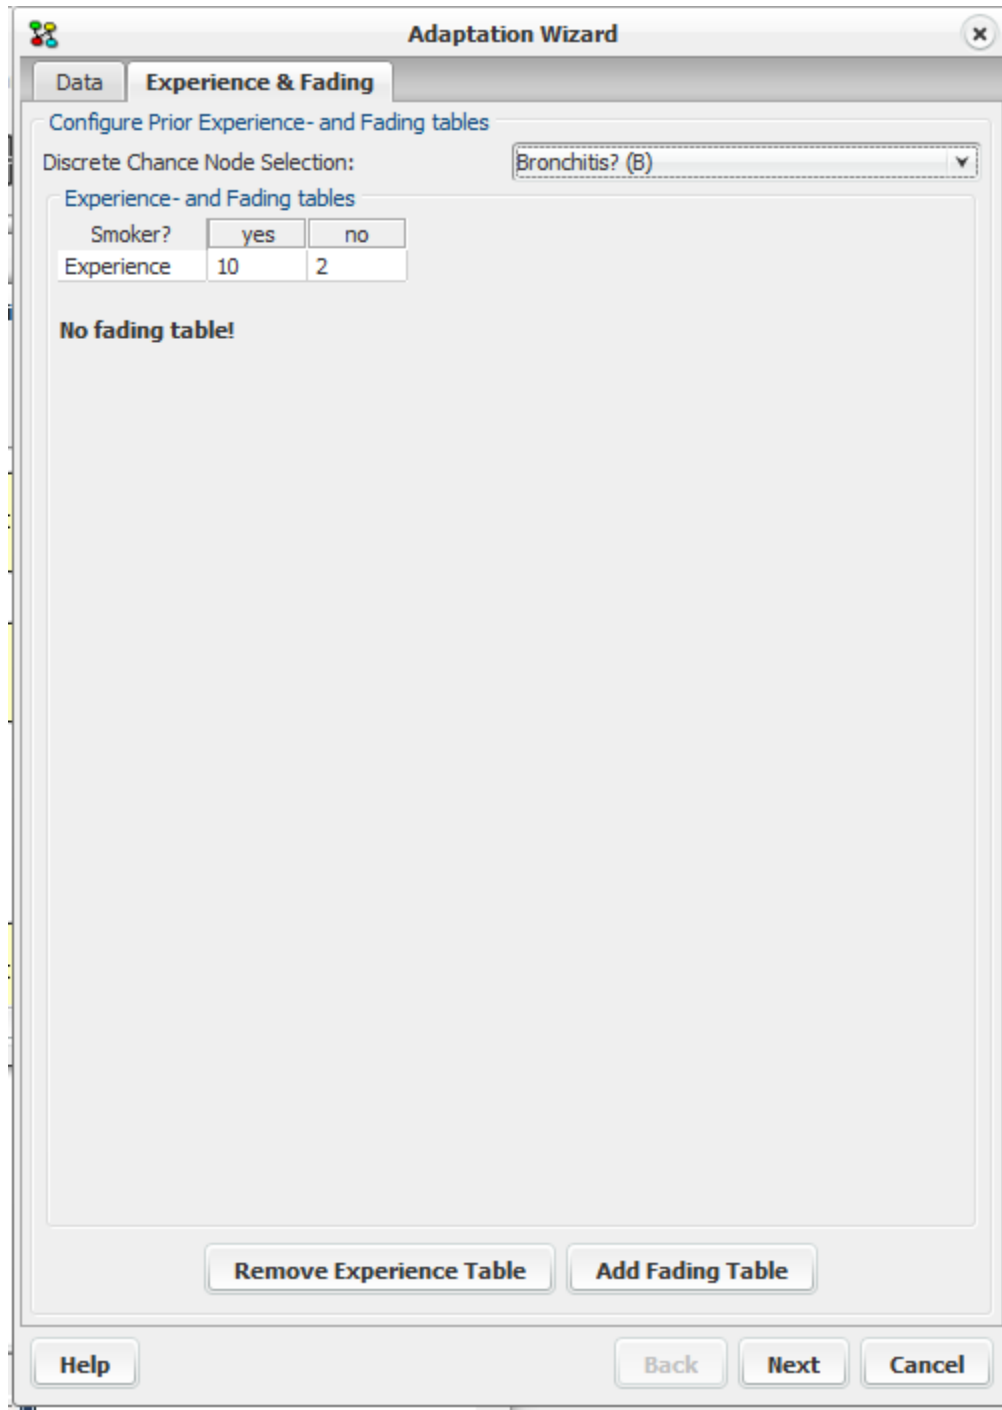 Adaptation Wizard
Data Experience & Fading
Configure Prior Experience- and Fading tables
Discrete Chance Node Selection: Bronchitis? (B)
Experience- and Fading tables
Smoker? yes no
Experience 10 2
No fading table!
Remove Experience Table Add Fading Table
Help Back Next Cancel